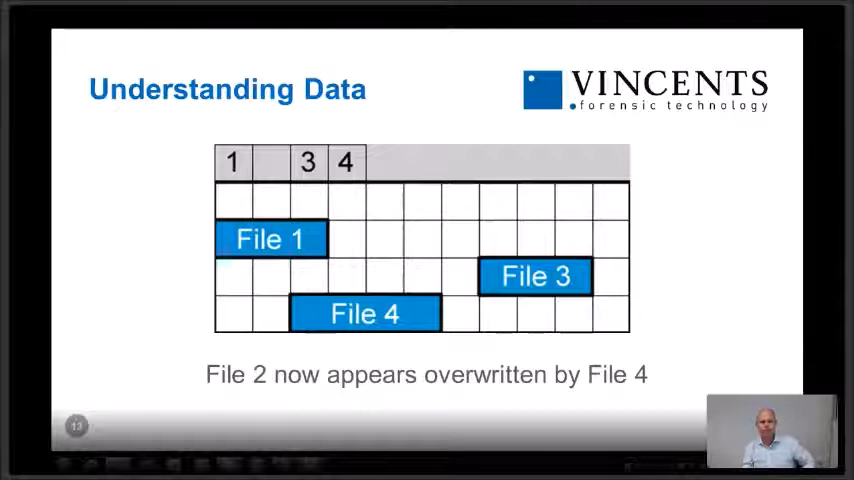 Understanding Data
VINCENTS
forensic technology
1 3 4
File 1
File 3
File 4
File 2 now appears overwritten by File 4
13